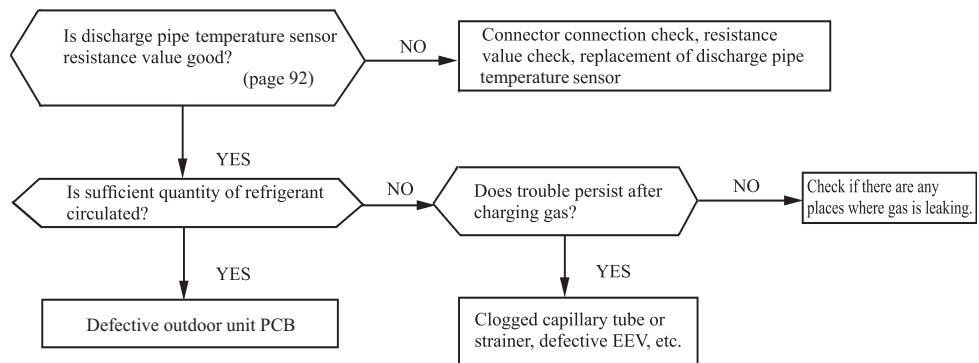 Is discharge pipe temperature sensor
resistance value good?
(page 92)
NO
Connector connection check, resistance
value check, replacement of discharge pipe
temperature sensor
YES
Is sufficient quantity of refrigerant
circulated?
NO
Does trouble persist after
charging gas?
NO
Check if there are any
places where gas is leaking.
YES
Defective outdoor unit PCB
YES
Clogged capillary tube or
strainer, defective EEV, etc.